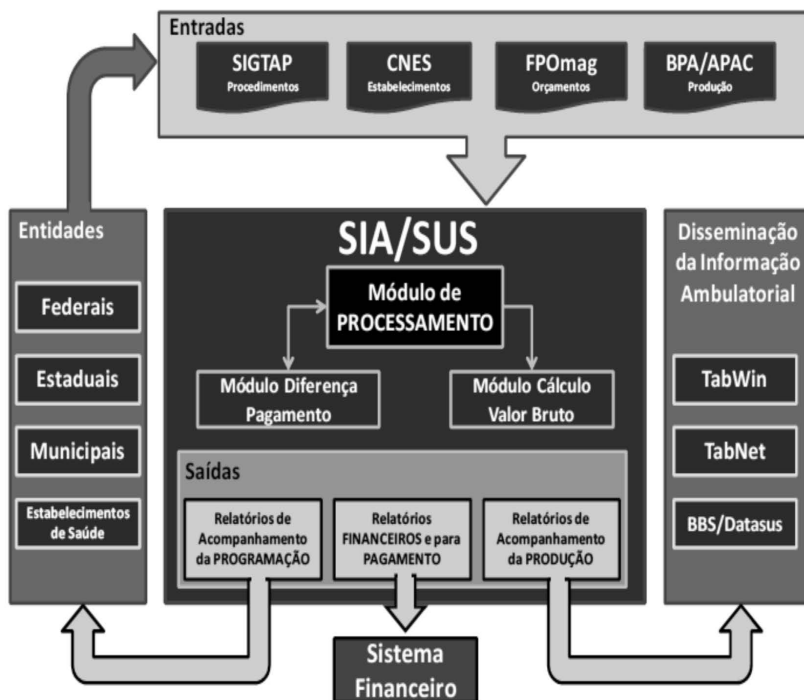 Entradas
SIGTAP
Procedimentos
CNES
Estabelecimentos
FPOmag
Orçamentos
BPA/APAC
Produção
Entidades
Federais
Estaduais
Municipais
Estabelecimentos
de Saúde
SIA/SUS
Módulo de
PROCESSAMENTO
Módulo Diferença
Pagamento
Módulo Cálculo
Valor Bruto
Saídas
Relatórios de
Acompanhamento
da PROGRAMAÇÃO
Relatórios
FINANCEIROS e para
PAGAMENTO
Relatórios de
Acompanhamento
da PRODUÇÃO
Disseminação
da Informação
Ambulatorial
TabWin
TabNet
BBS/Datasus
Sistema
Financeiro